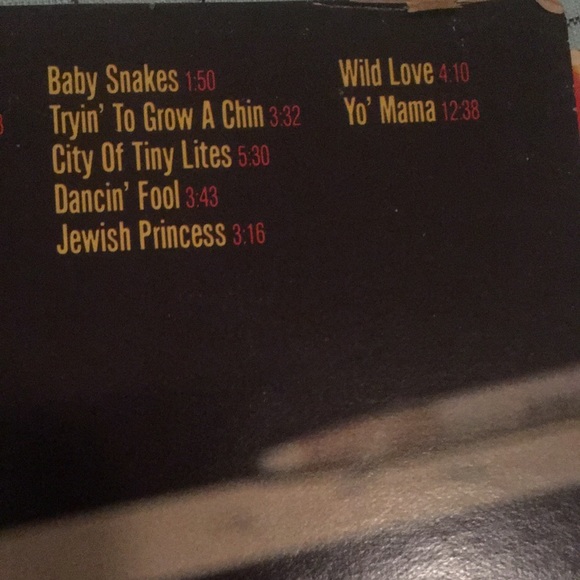 Baby Snakes 1:50
Tryin' To Grow A Chin 3:32
City Of Tiny Lites 5:30
Dancin' Fool 3:43
Jewish Princess 3:16
Wild Love 4:10
Yo' Mama 12:38